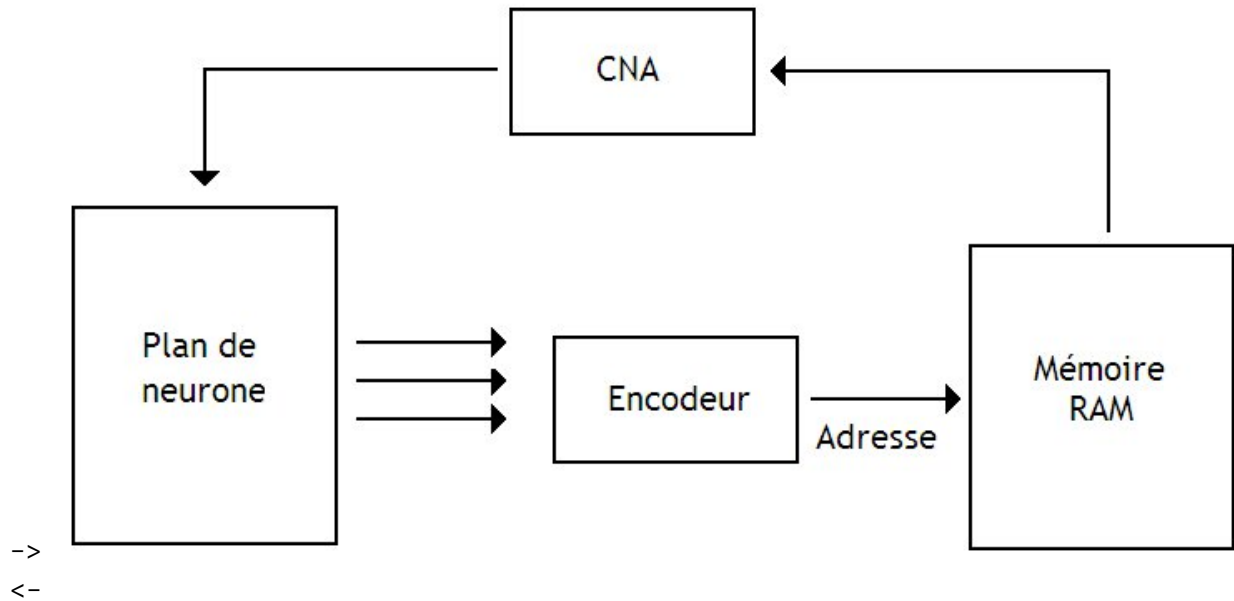 CNA
Plan de
neurone
Encodeur
Adresse
Mémoire
RAM
->
<-